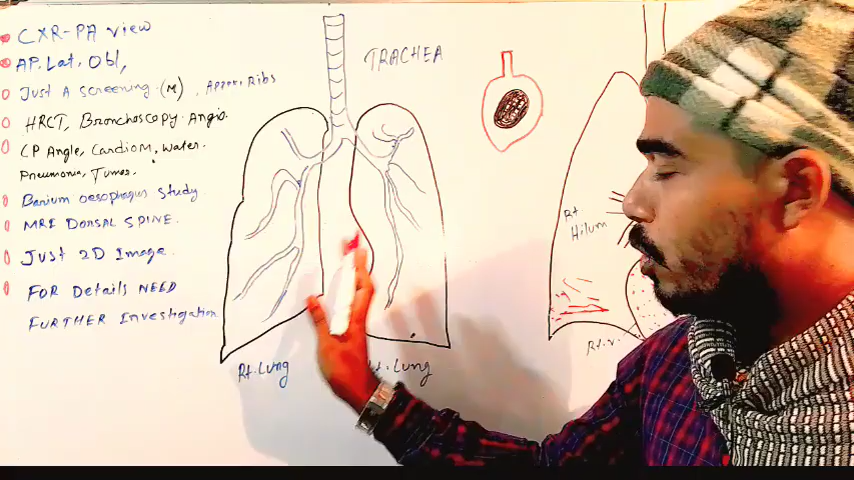 CXR-PA view
AP. Lat. Obl,
Just A screening (M), Appox. Ribs
HRCT, Bronchoscopy. Angio.
CP Angle, Cardiom, water.
Pneumonia, Tumor.
Barium oesophagus Study
MRI DORSAL SPINE.
Just 2D Image.
FOR Details NEED
FURTHER Investigation
TRACHEA
Rt. Lung
Lung
Rt
Hilum
Rt. v.